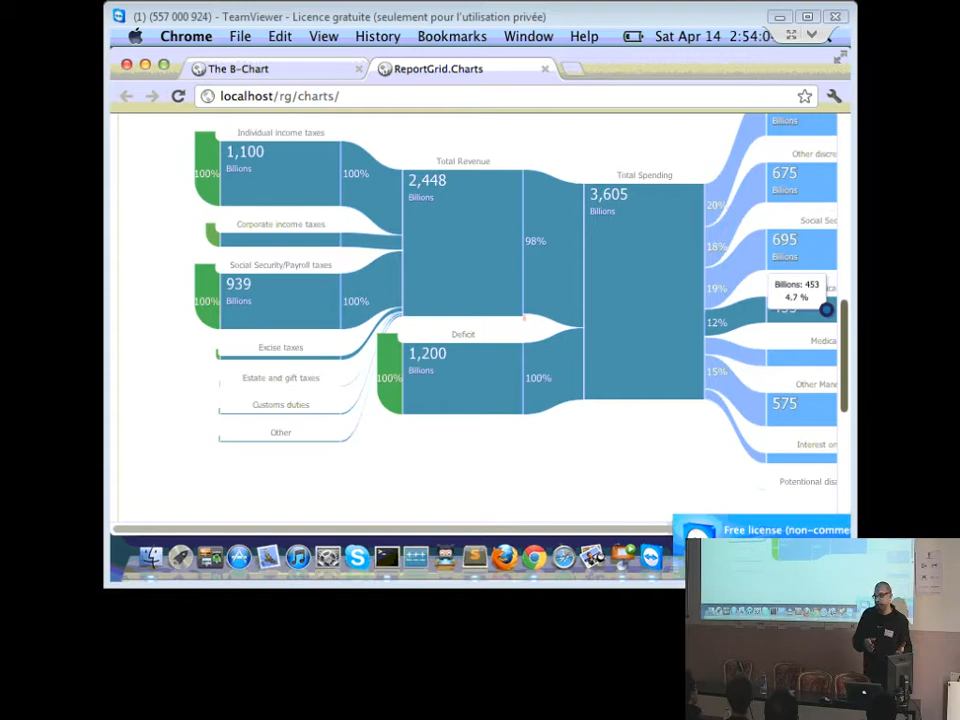 (1) (557 000 924) - TeamViewer - Licence gratuite (seulement pour l'utilisation privée)
Chrome File Edit View History Bookmarks Window Help Sat Apr 14 2:54:0
The B-Chart
ReportGrid.Charts
localhost/rg/charts/
Individual income taxes
1,100
Billions
100%
100%
Corporate income taxes
Social Security/Payroll taxes
939
Billions
100%
100%
Excise taxes
Estate and gift taxes
Customs duties
Other
Total Revenue
2,448
Billions
98%
Deficit
1,200
Billions
100%
100%
Total Spending
3,605
Billions
20%
18%
19%
12%
15%
Billions
Other discre
675
Billions
Social Sec
695
Billions
Billions: 453
4.7 %
Medica
Other Man
575
Interest on
Potentional disa
Free license (non-comme